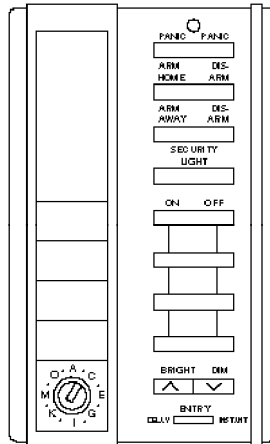 PANIC PANIC
ARM DIS-
HOME ARM
ARM DIS-
AWAY ARM
SECURITY
LIGHT
ON OFF
A C E G I K M O
BRIGHT DIM
ENTRY
DELAY INSTANT